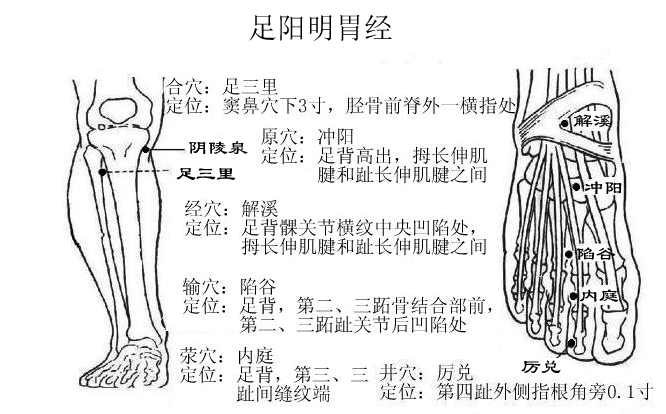 足阳明胃经
合穴：足三里
定位：窦鼻穴下3寸，胫骨前脊外一横指处
原穴：冲阳
定位：足背高出，拇长伸肌
腱和趾长伸肌腱之间
阴陵泉
足三里
经穴：解溪
定位：足背髁关节横纹中央凹陷处，
拇长伸肌腱和趾长伸肌腱之间
输穴：陷谷
定位：足背，第二、三跖骨结合部前，
第二、三跖趾关节后凹陷处
荥穴：内庭
定位：足背，第三、三
趾间缝纹端
井穴：厉兑
定位：第四趾外侧指根角旁0.1寸
解溪
冲阳
陷谷
内庭
厉兑